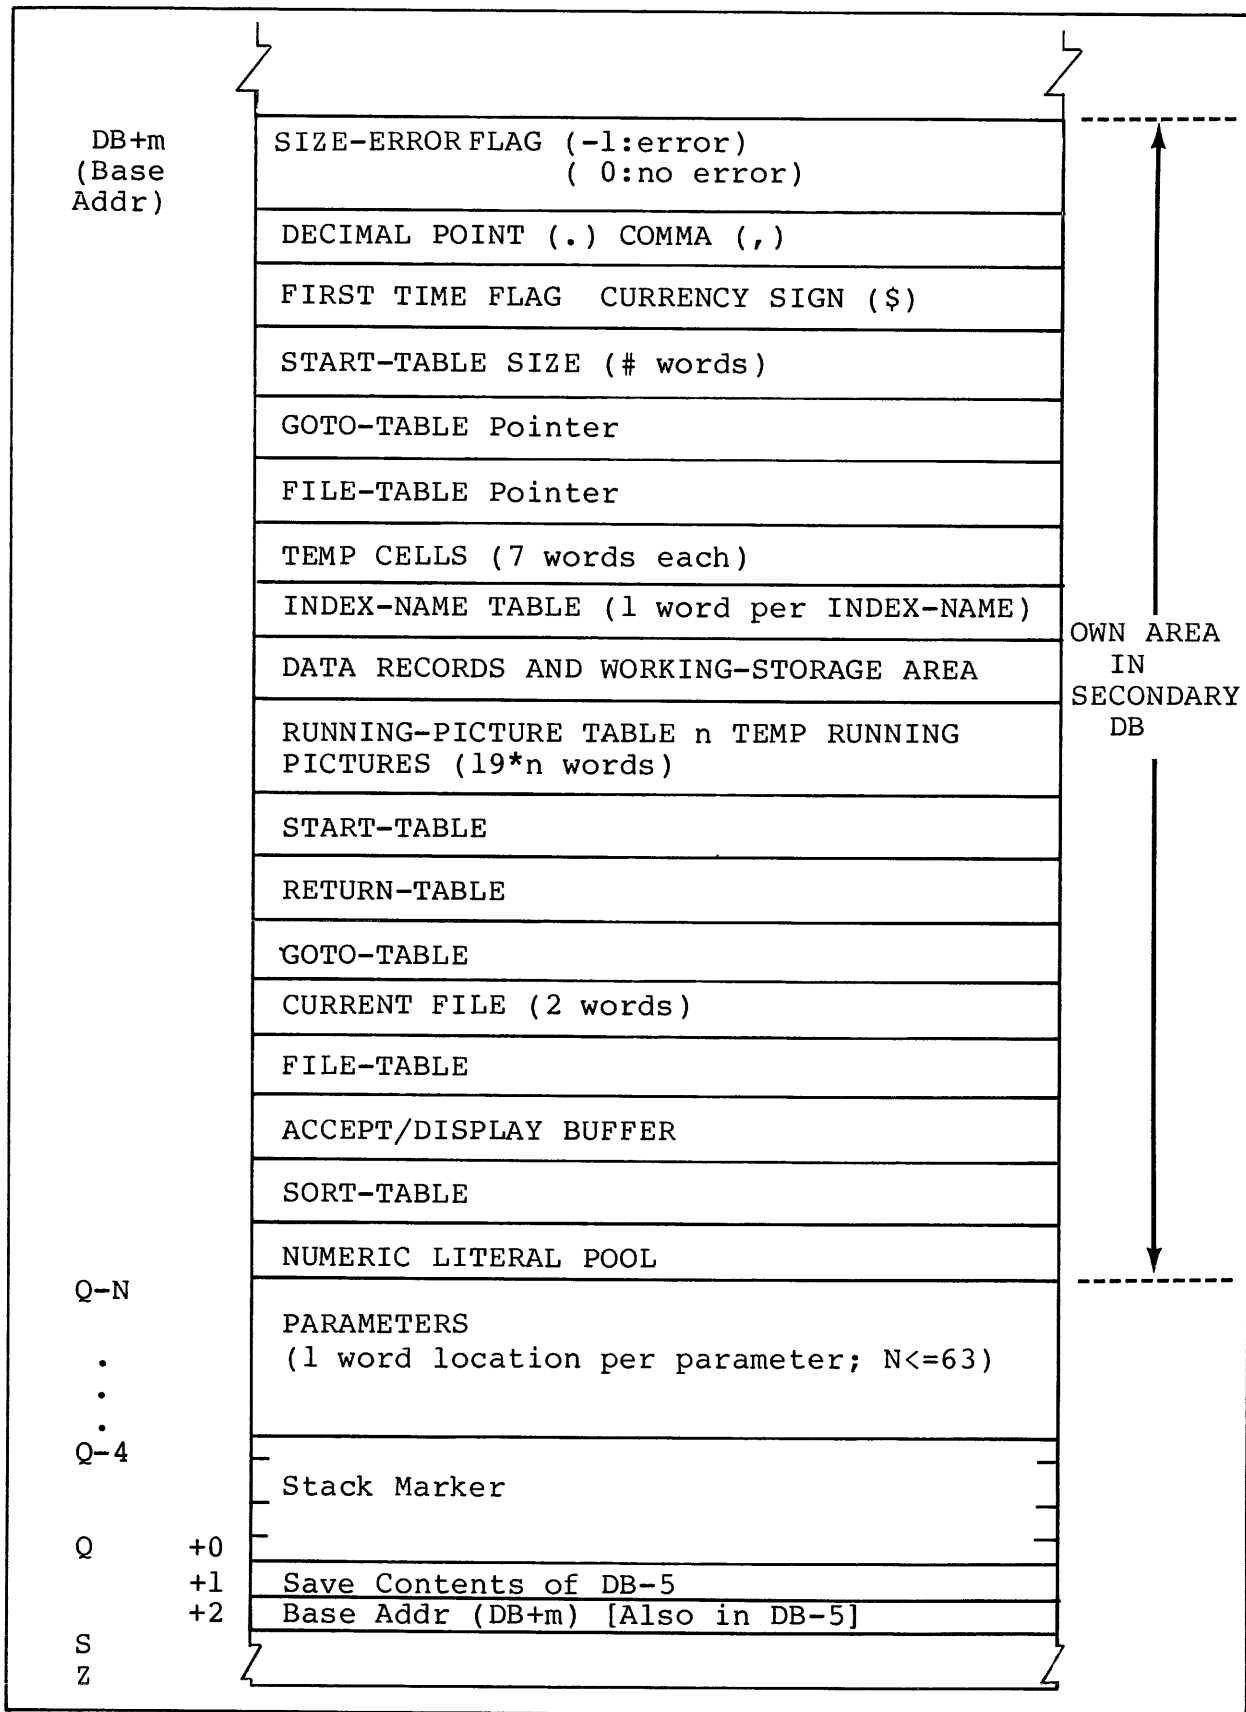 DB+m
(Base
Addr)
SIZE-ERROR FLAG (-1:error)
( 0:no error)
DECIMAL POINT (.) COMMA (,)
FIRST TIME FLAG CURRENCY SIGN ($)
START-TABLE SIZE (# words)
GOTO-TABLE Pointer
FILE-TABLE Pointer
TEMP CELLS (7 words each)
INDEX-NAME TABLE (1 word per INDEX-NAME)
OWN AREA
IN
SECONDARY
DB
DATA RECORDS AND WORKING-STORAGE AREA
RUNNING-PICTURE TABLE n TEMP RUNNING
PICTURES (19*n words)
START-TABLE
RETURN-TABLE
GOTO-TABLE
CURRENT FILE (2 words)
FILE-TABLE
ACCEPT/DISPLAY BUFFER
SORT-TABLE
NUMERIC LITERAL POOL
Q-N
PARAMETERS
(1 word location per parameter; N<=63)
.
.
.
Q-4
Stack Marker
Q +0
+1 Save Contents of DB-5
+2 Base Addr (DB+m) [Also in DB-5]
S
Z